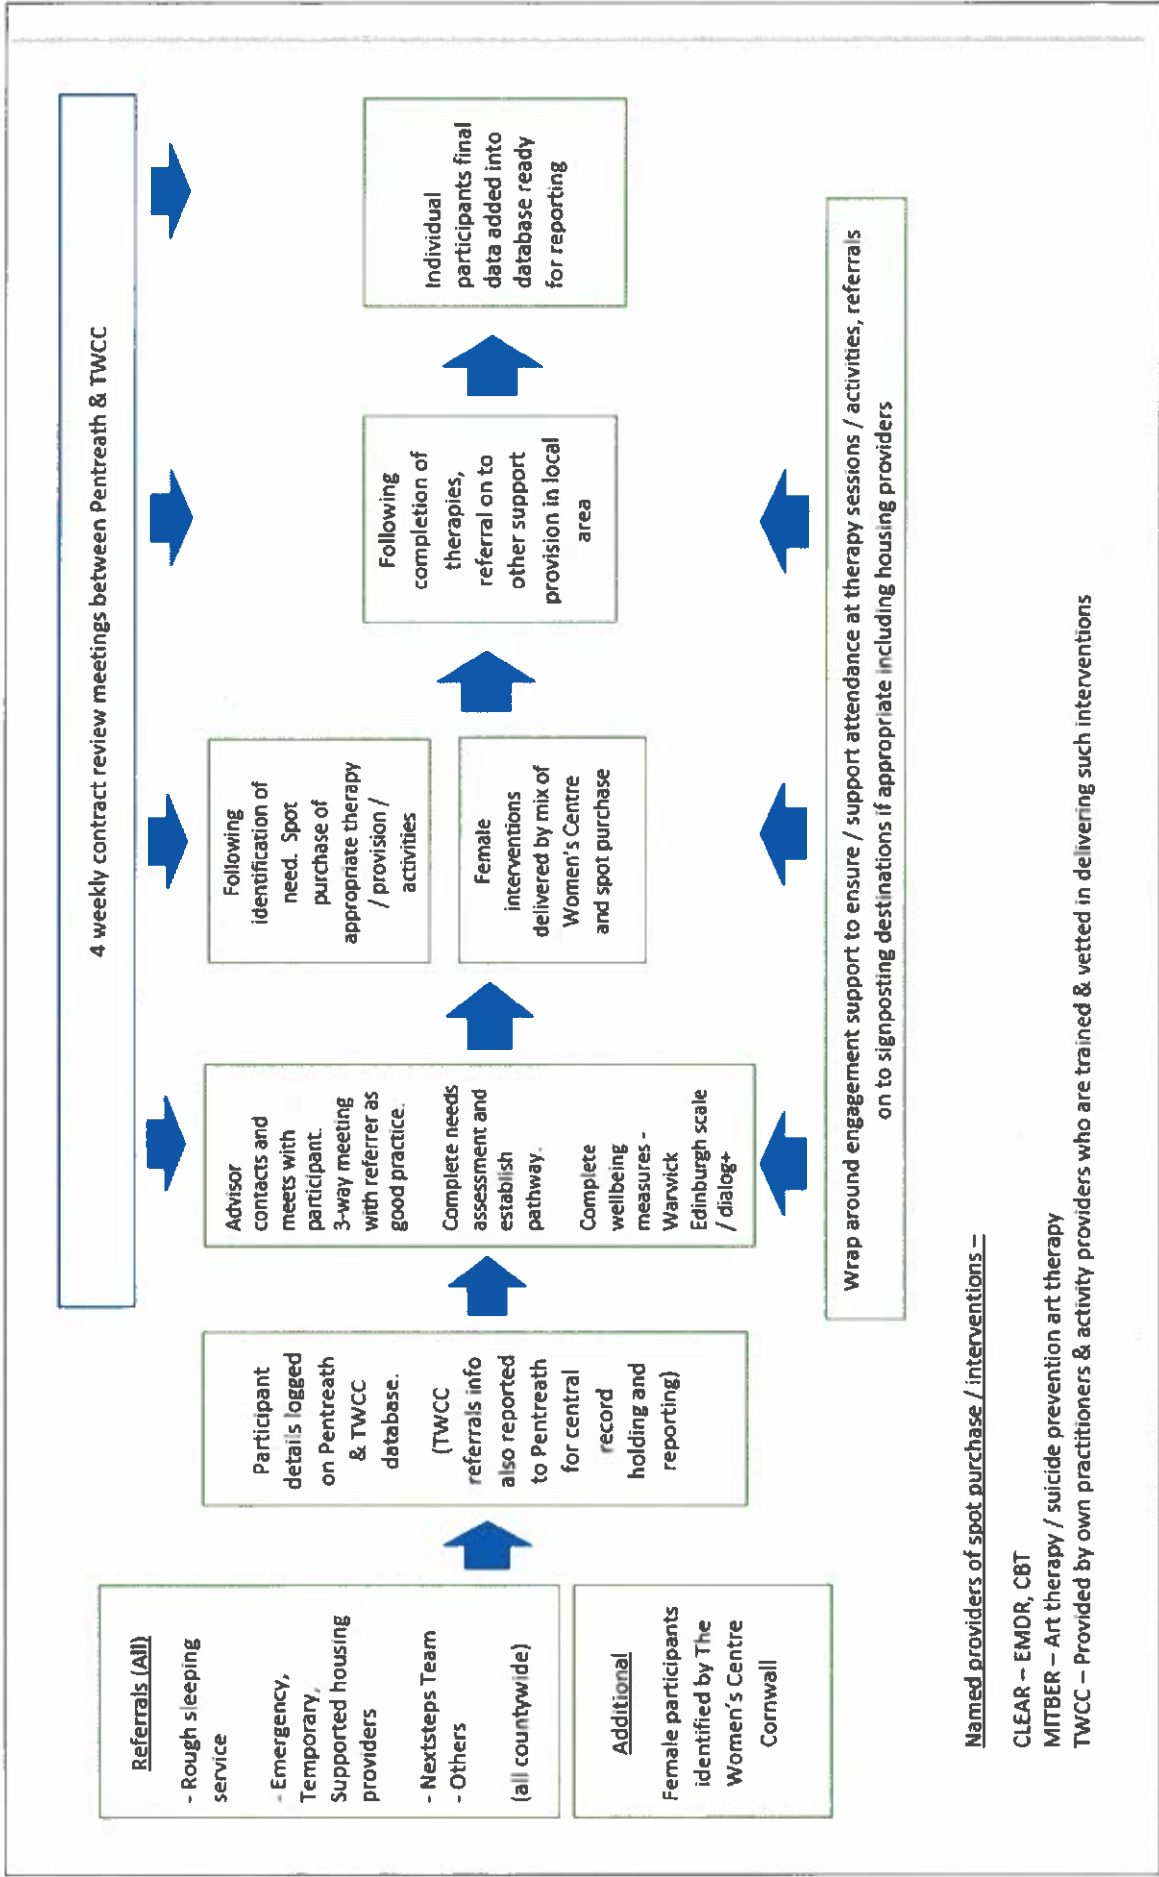 4 weekly contract review meetings between Pentreath & TWCC
Referrals (All)
- Rough sleeping
service
- Emergency,
Temporary,
Supported housing
providers
- Nextsteps Team
- Others
(all countywide)
Additional
Female participants
identified by The
Women's Centre
Cornwall
Participant
details logged
on Pentreath
& TWCC
database.
(TWCC
referrals info
also reported
to Pentreath
for central
record
holding and
reporting)
Advisor
contacts and
meets with
participant.
3-way meeting
with referrer as
good practice.
Complete needs
assessment and
establish
pathway.
Complete
wellbeing
measures -
Warwick
Edinburgh scale
/ dialog+
Following
identification of
need. Spot
purchase of
appropriate therapy
/ provision /
activities
Female
interventions
delivered by mix of
Women's Centre
and spot purchase
Following
completion of
therapies,
referral on to
other support
provision in local
area
Individual
participants final
data added into
database ready
for reporting
Wrap around engagement support to ensure / support attendance at therapy sessions / activities, referrals
on to signposting destinations if appropriate including housing providers
Named providers of spot purchase / interventions –
CLEAR – EMDR, CBT
MITBER – Art therapy / suicide prevention art therapy
TWCC – Provided by own practitioners & activity providers who are trained & vetted in delivering such interventions